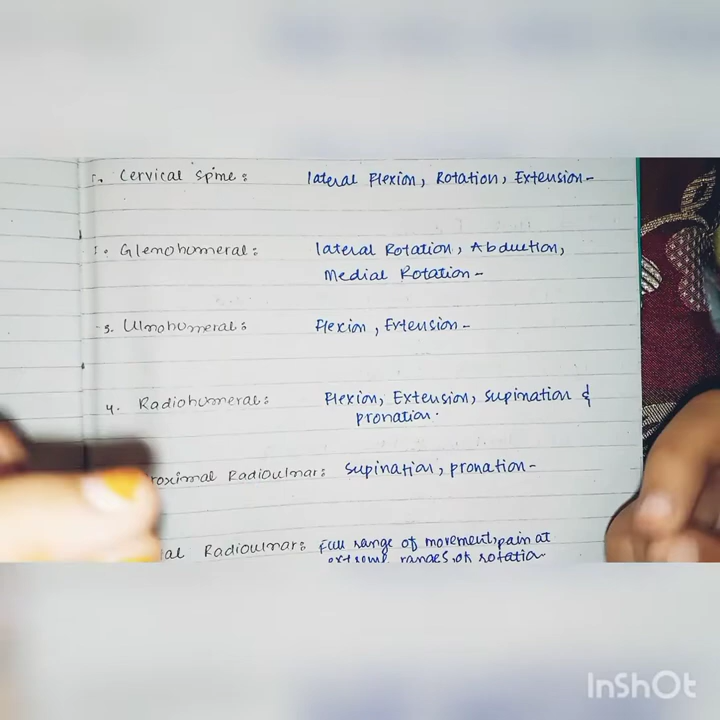 Cervical spine: lateral Flexion, Rotation, Extension-
Glenohumeral: lateral Rotation, Abduction,
Medial Rotation-
3. Ulnohumeral: Flexion, Extension-
4. Radiohumeral: Flexion, Extension, supination &
pronation.
roximal Radioulnar: supination, pronation-
al Radioulnar: Full range of movement, pain at
extreme ranges of rotation
InShOt